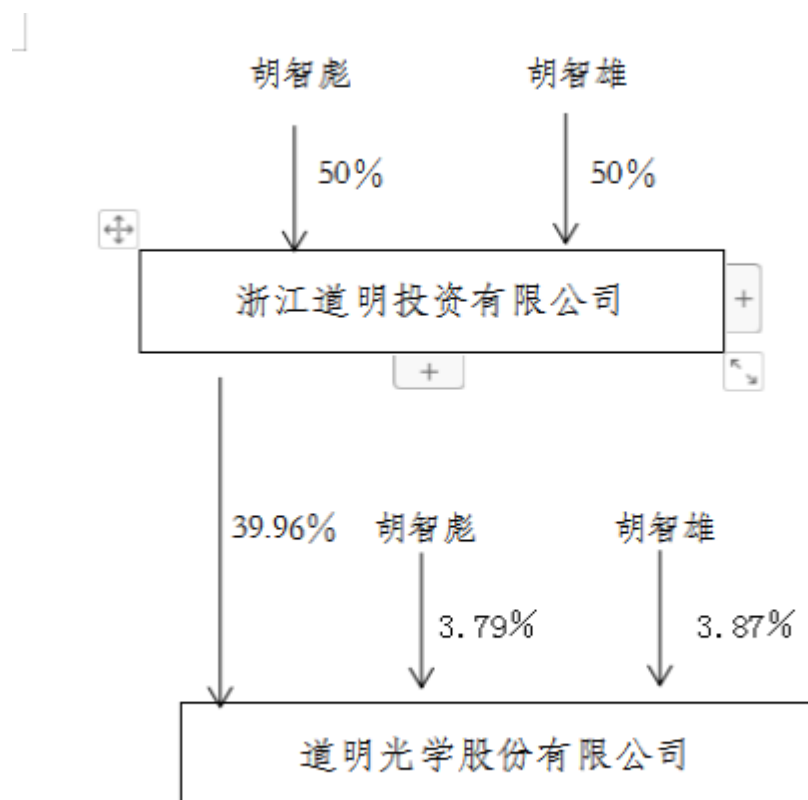 胡智彪 胡智雄
50% 50%
浙江道明投资有限公司
39.96% 胡智彪 胡智雄
3.79% 3.87%
道明光学股份有限公司